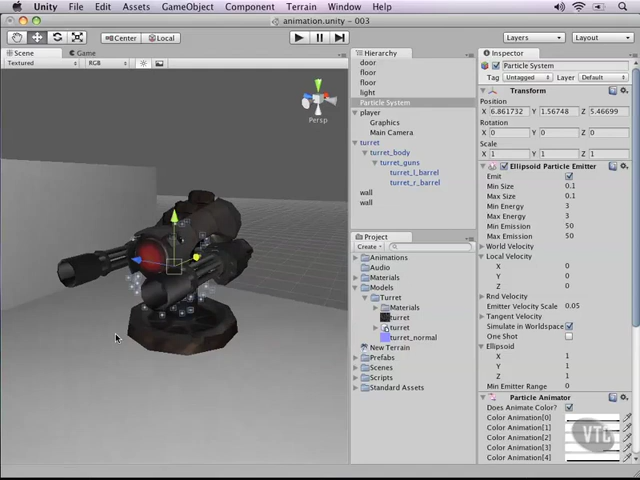 Unity File Edit Assets GameObject Component Terrain Window Help
animation.unity - 003
Center Local Layers Layout
Scene Game
Textured RGB
Persp
Hierarchy
door
floor
floor
light
Particle System
player
Graphics
Main Camera
turret
turret_body
turret_guns
turret_l_barrel
turret_r_barrel
wall
wall
Project
Create
Animations
Audio
Materials
Models
Turret
Materials
turret
turret
turret_normal
New Terrain
Prefabs
Scenes
Scripts
Standard Assets
Inspector
Particle System
Tag Untagged Layer Default
Transform
Position
X 6.861732 Y 1.56748 Z 5.46699
Rotation
X 0 Y 0 Z 0
Scale
X 1 Y 1 Z 1
Ellipsoid Particle Emitter
Emit
Min Size 0.1
Max Size 0.1
Min Energy 3
Max Energy 3
Min Emission 50
Max Emission 50
World Velocity
Local Velocity
X 0
Y 0
Z 0
Rnd Velocity
Emitter Velocity Scale 0.05
Tangent Velocity
Simulate in Worldspace
One Shot
Ellipsoid
X 1
Y 1
Z 1
Min Emitter Range 0
Particle Animator
Does Animate Color?
Color Animation[0]
Color Animation[1]
Color Animation[2]
Color Animation[3]
Color Animation[4]
VTC